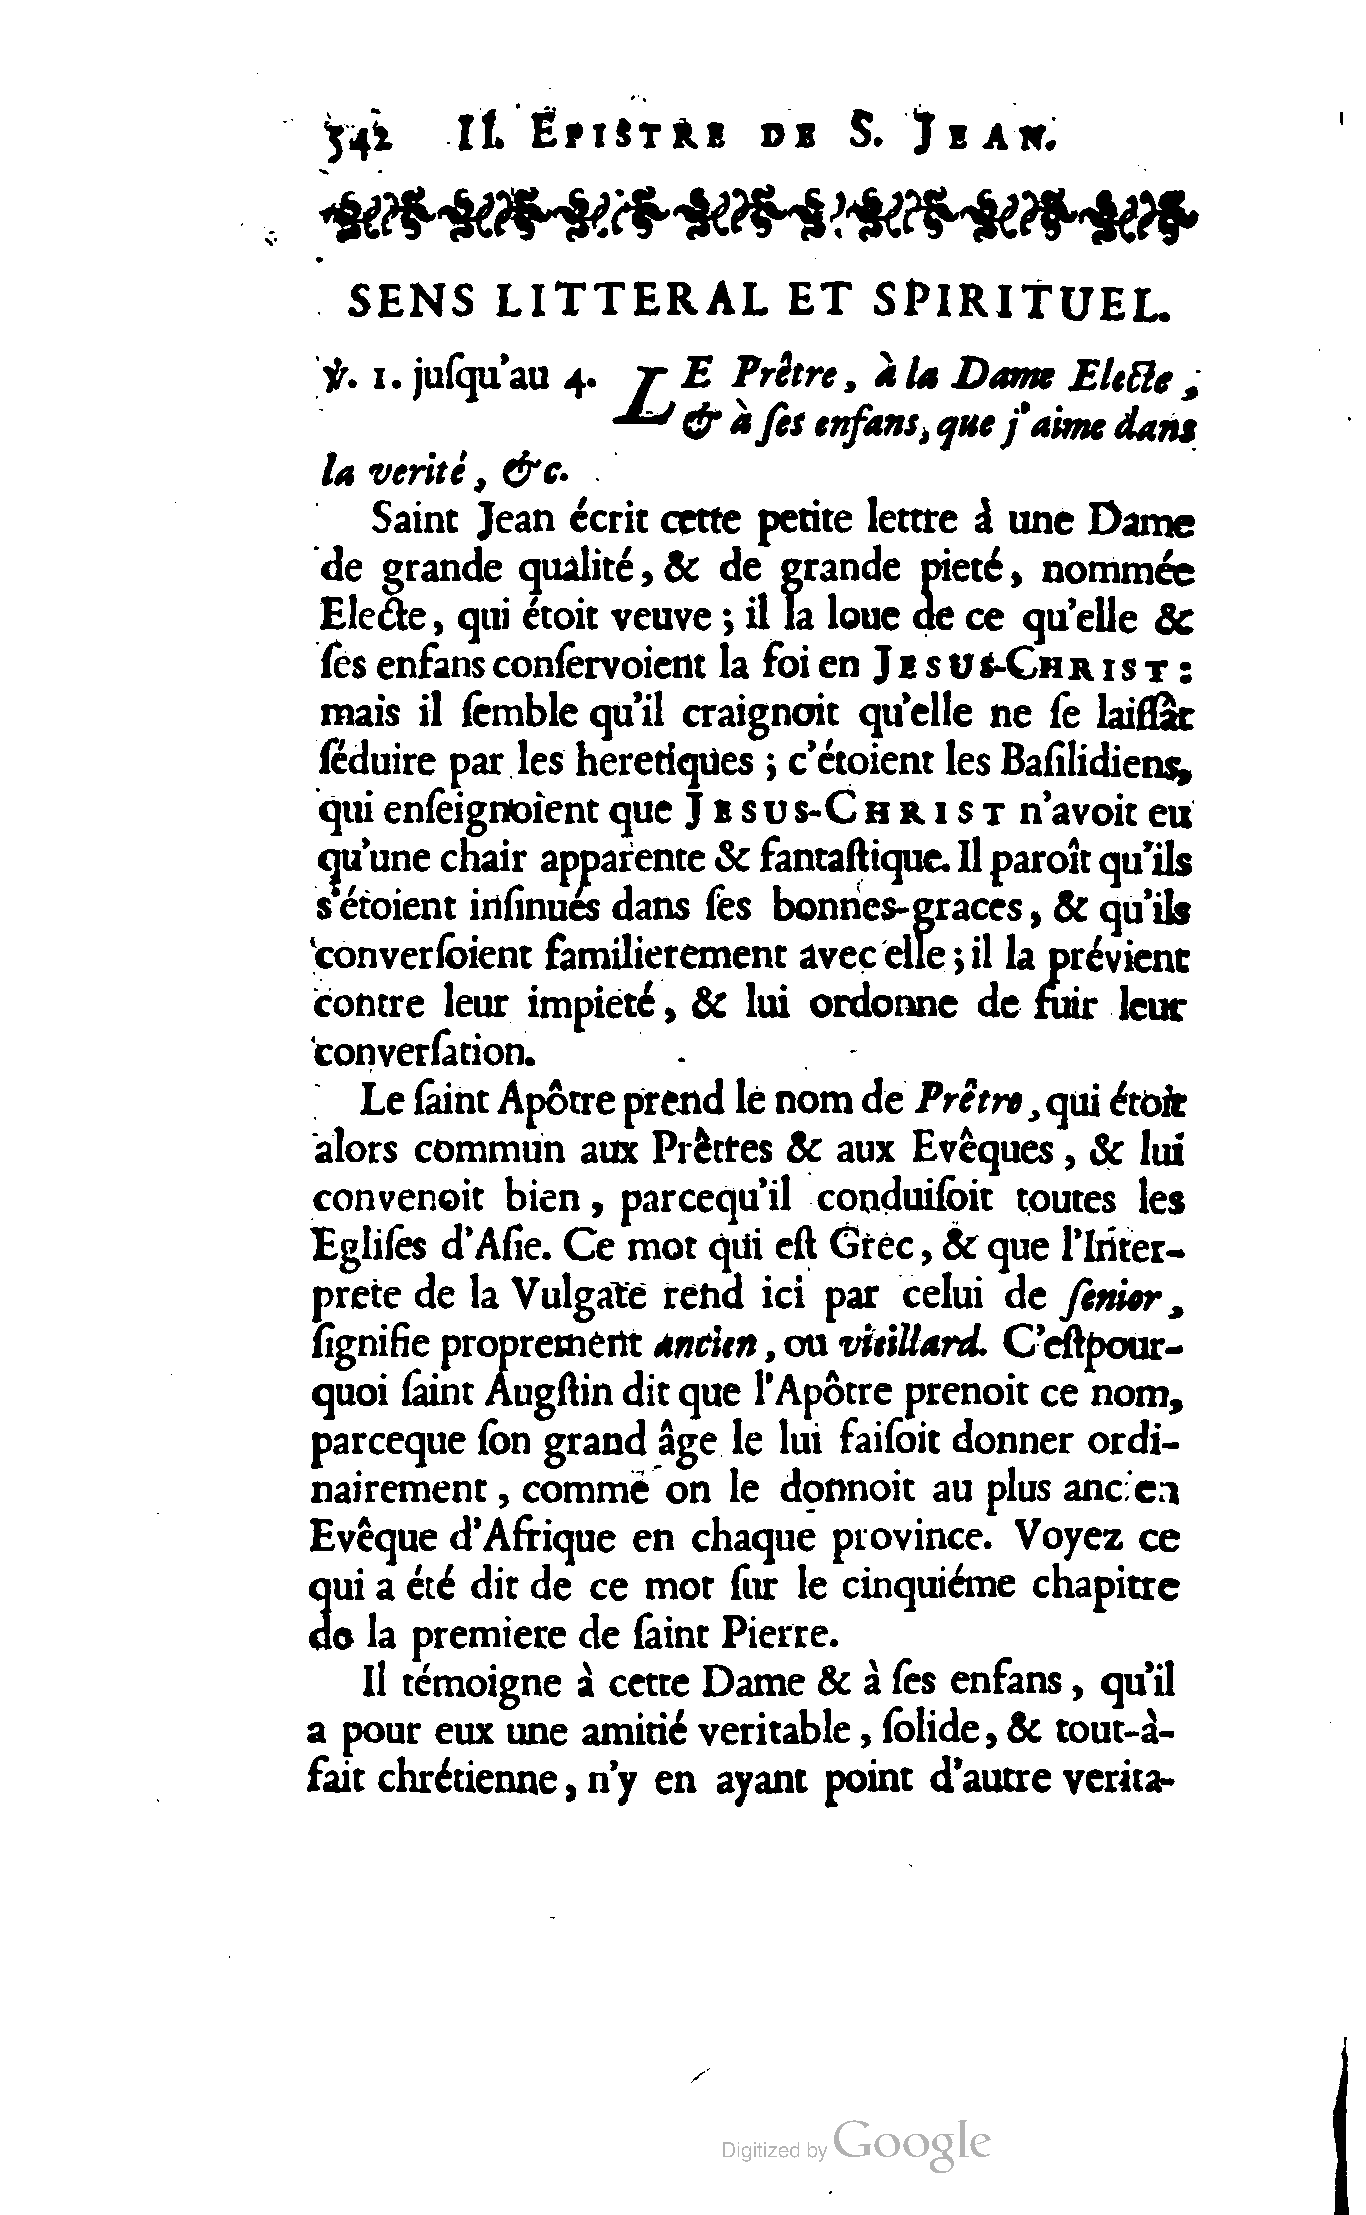 542 II. EPISTRE DE S. JEAN.
SENS LITTERAL ET SPIRITUEL.
℣. 1. juſqu'au 4. LE Prêtre, à la Dame Electe,
& à ſes enfans, que j'aime dans
la verité, &c.
Saint Jean écrit cette petite lettre à une Dame
de grande qualité, & de grande pieté, nommée
Electe, qui étoit veuve ; il la loue de ce qu'elle &
ſes enfans conſervoient la foi en JESUS-CHRIST :
mais il ſemble qu'il craignoit qu'elle ne ſe laiſſât
ſéduire par les heretiques ; c'étoient les Baſilidiens,
qui enſeignoient que JESUS-CHRIST n'avoit eu
qu'une chair apparente & fantaſtique. Il paroît qu'ils
s'étoient inſinués dans ſes bonnes-graces, & qu'ils
converſoient familierement avec elle ; il la prévient
contre leur impieté, & lui ordonne de fuir leur
converſation.
Le ſaint Apôtre prend le nom de Prêtre, qui étoit
alors commun aux Prêtres & aux Evêques, & lui
convenoit bien, parcequ'il conduiſoit toutes les
Egliſes d'Aſie. Ce mot qui eſt Grec, & que l'Inter-
prete de la Vulgate rend ici par celui de ſenior,
ſignifie proprement ancien, ou vieillard. C'eſtpour-
quoi ſaint Augſtin dit que l'Apôtre prenoit ce nom,
parceque ſon grand âge le lui faiſoit donner ordi-
nairement, comme on le donnoit au plus ancien
Evêque d'Afrique en chaque province. Voyez ce
qui a été dit de ce mot ſur le cinquiéme chapitre
de la premiere de ſaint Pierre.
Il témoigne à cette Dame & à ſes enfans, qu'il
a pour eux une amitié veritable, ſolide, & tout-à-
fait chrétienne, n'y en ayant point d'autre verita-
Digitized by Google